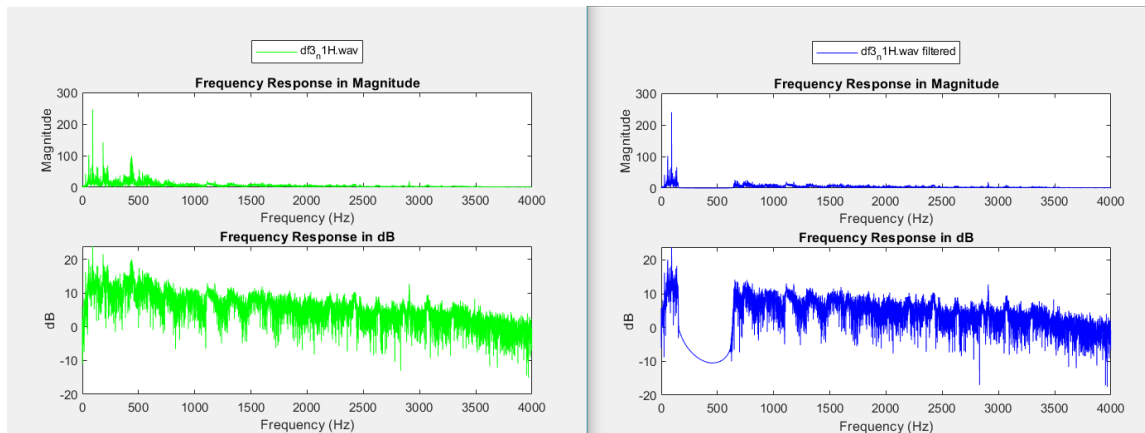 df3n1H.wav
Frequency Response in Magnitude
300
200
100
0
Magnitude
0 500 1000 1500 2000 2500 3000 3500 4000
Frequency (Hz)
Frequency Response in dB
20
10
0
-10
-20
dB
0 500 1000 1500 2000 2500 3000 3500 4000
Frequency (Hz)
df3n1H.wav filtered
Frequency Response in Magnitude
300
200
100
0
Magnitude
0 500 1000 1500 2000 2500 3000 3500 4000
Frequency (Hz)
Frequency Response in dB
20
10
0
-10
-20
dB
0 500 1000 1500 2000 2500 3000 3500 4000
Frequency (Hz)